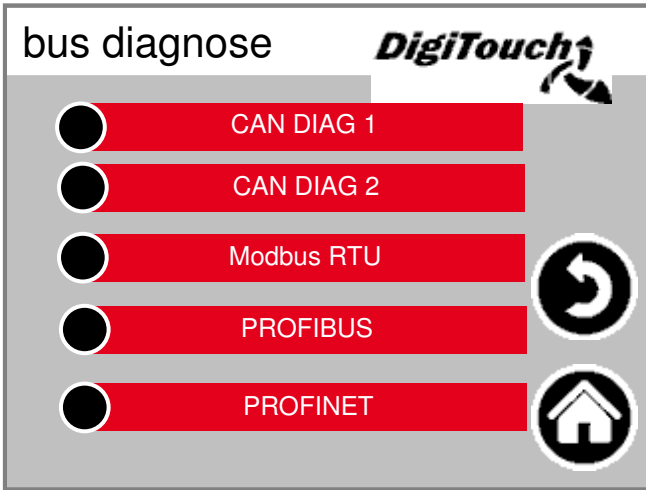 bus diagnose
DigiTouch
CAN DIAG 1
CAN DIAG 2
Modbus RTU
PROFIBUS
PROFINET